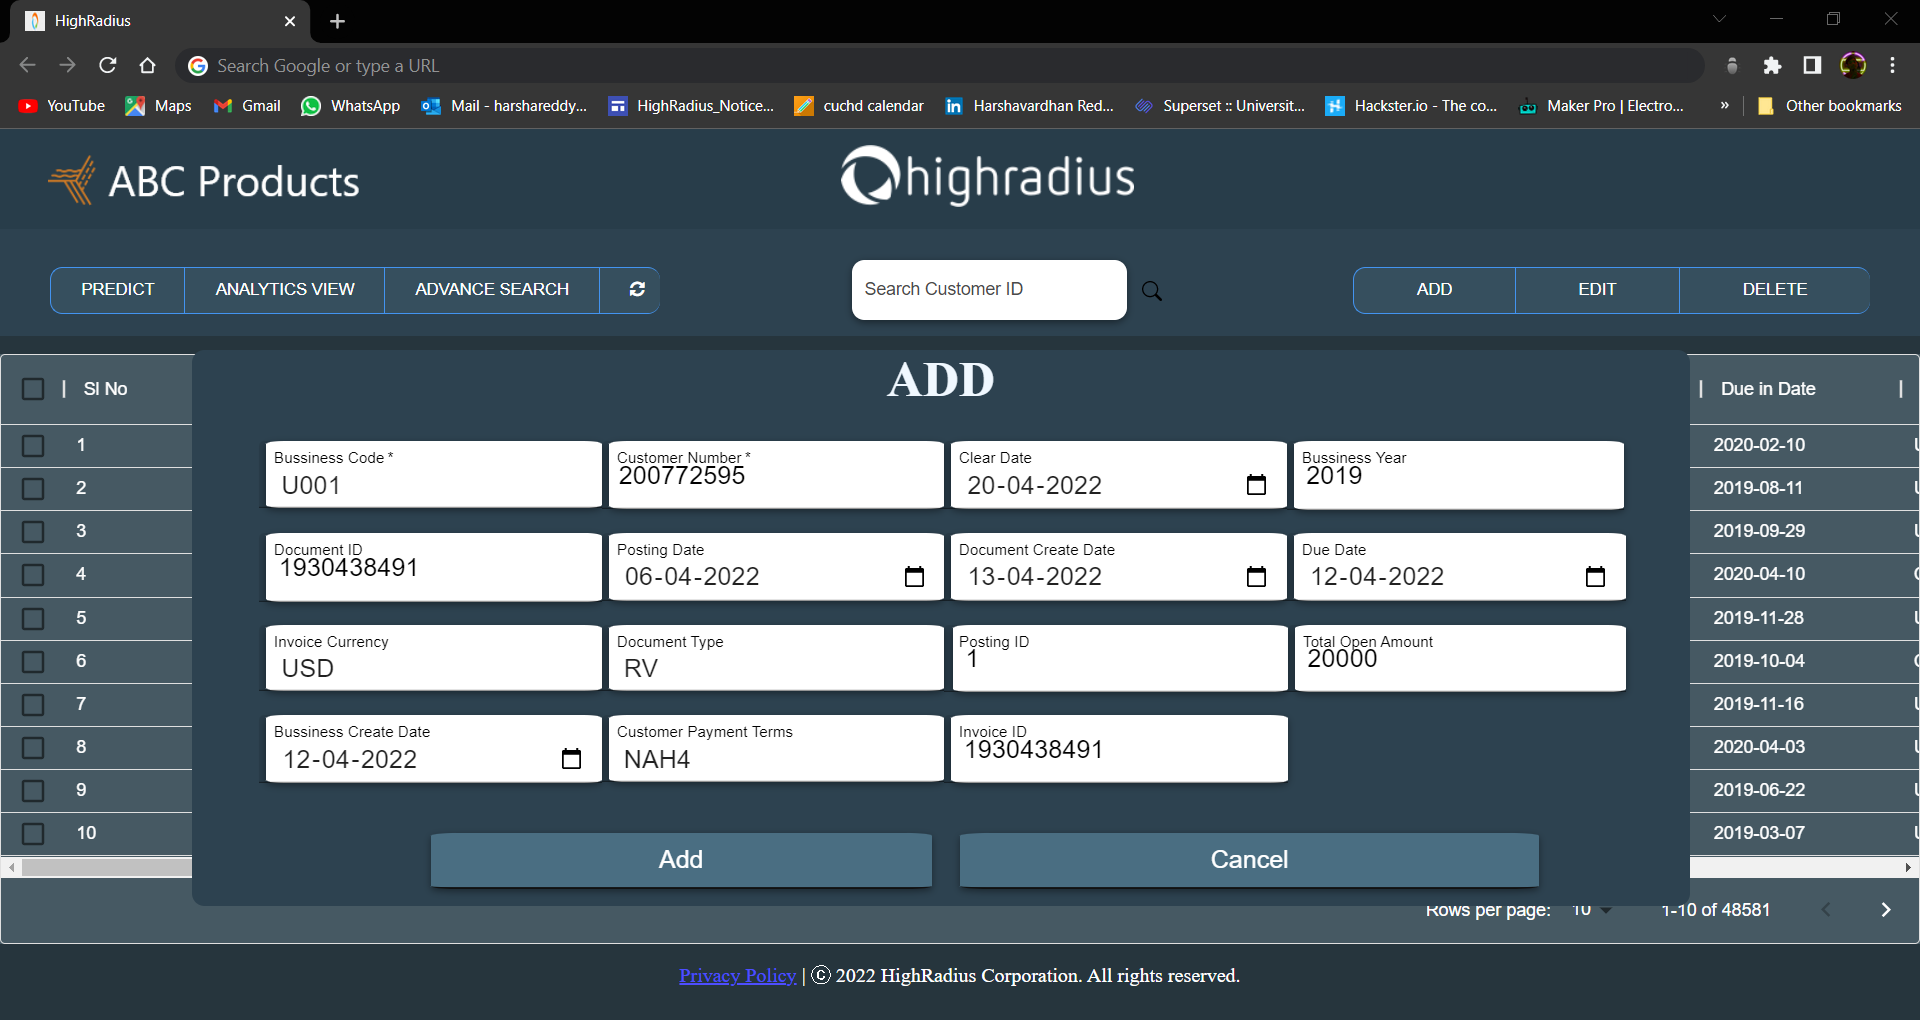 HighRadius
Search Google or type a URL
YouTube Maps Gmail WhatsApp Mail - harshareddy... HighRadius_Notice... cuchd calendar Harshavardhan Red... Superset :: Universit... Hackster.io - The co... Maker Pro | Electro... » Other bookmarks
ABC Products highradius
PREDICT ANALYTICS VIEW ADVANCE SEARCH Search Customer ID ADD EDIT DELETE
ADD
Sl No Due in Date
Bussiness Code * Customer Number * Clear Date Bussiness Year
U001 200772595 20-04-2022 2019
Document ID Posting Date Document Create Date Due Date
1930438491 06-04-2022 13-04-2022 12-04-2022
Invoice Currency Document Type Posting ID Total Open Amount
USD RV 1 20000
Bussiness Create Date Customer Payment Terms Invoice ID
12-04-2022 NAH4 1930438491
Add Cancel
1 2020-02-10
2 2019-08-11
3 2019-09-29
4 2020-04-10
5 2019-11-28
6 2019-10-04
7 2019-11-16
8 2020-04-03
9 2019-06-22
10 2019-03-07
Rows per page: 10 1-10 of 48581
Privacy Policy | © 2022 HighRadius Corporation. All rights reserved.